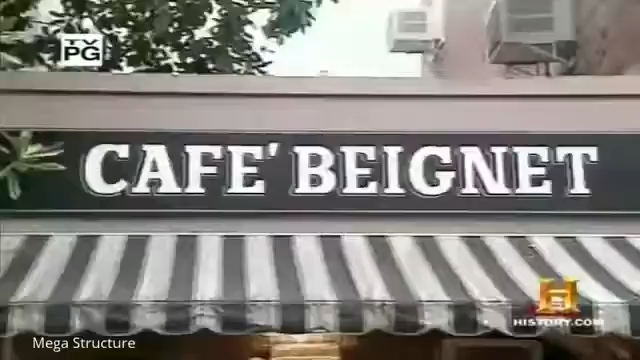 TV
PG
CAFE' BEIGNET
H
HISTORY.COM
Mega Structure